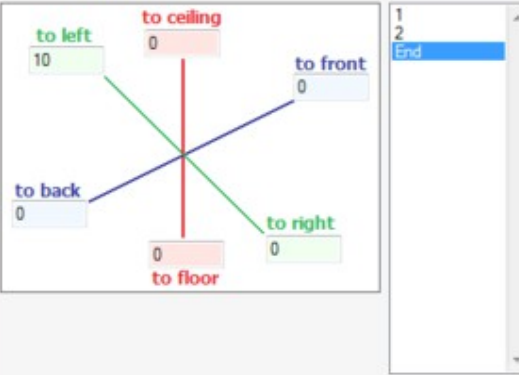 to ceiling
0
to left
10
to front
0
to back
0
to right
0
0
to floor
1
2
End